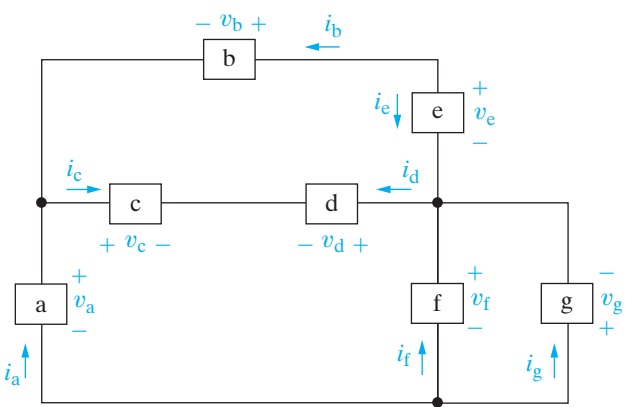 − v_b + i_b
b
i_e e + v_e −
i_c i_d
c d
+ v_c − − v_d +
a + v_a − f + v_f − g − v_g +
i_a i_f i_g